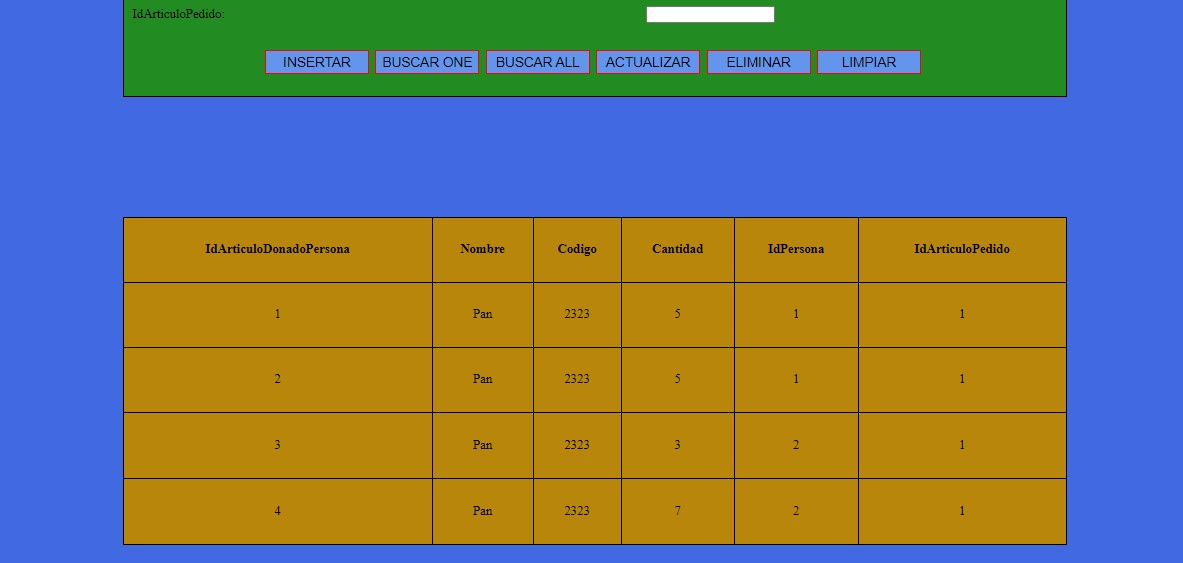 IdArticuloPedido:
INSERTAR BUSCAR ONE BUSCAR ALL ACTUALIZAR ELIMINAR LIMPIAR
IdArticuloDonadoPersona Nombre Codigo Cantidad IdPersona IdArticuloPedido
1 Pan 2323 5 1 1
2 Pan 2323 5 1 1
3 Pan 2323 3 2 1
4 Pan 2323 7 2 1